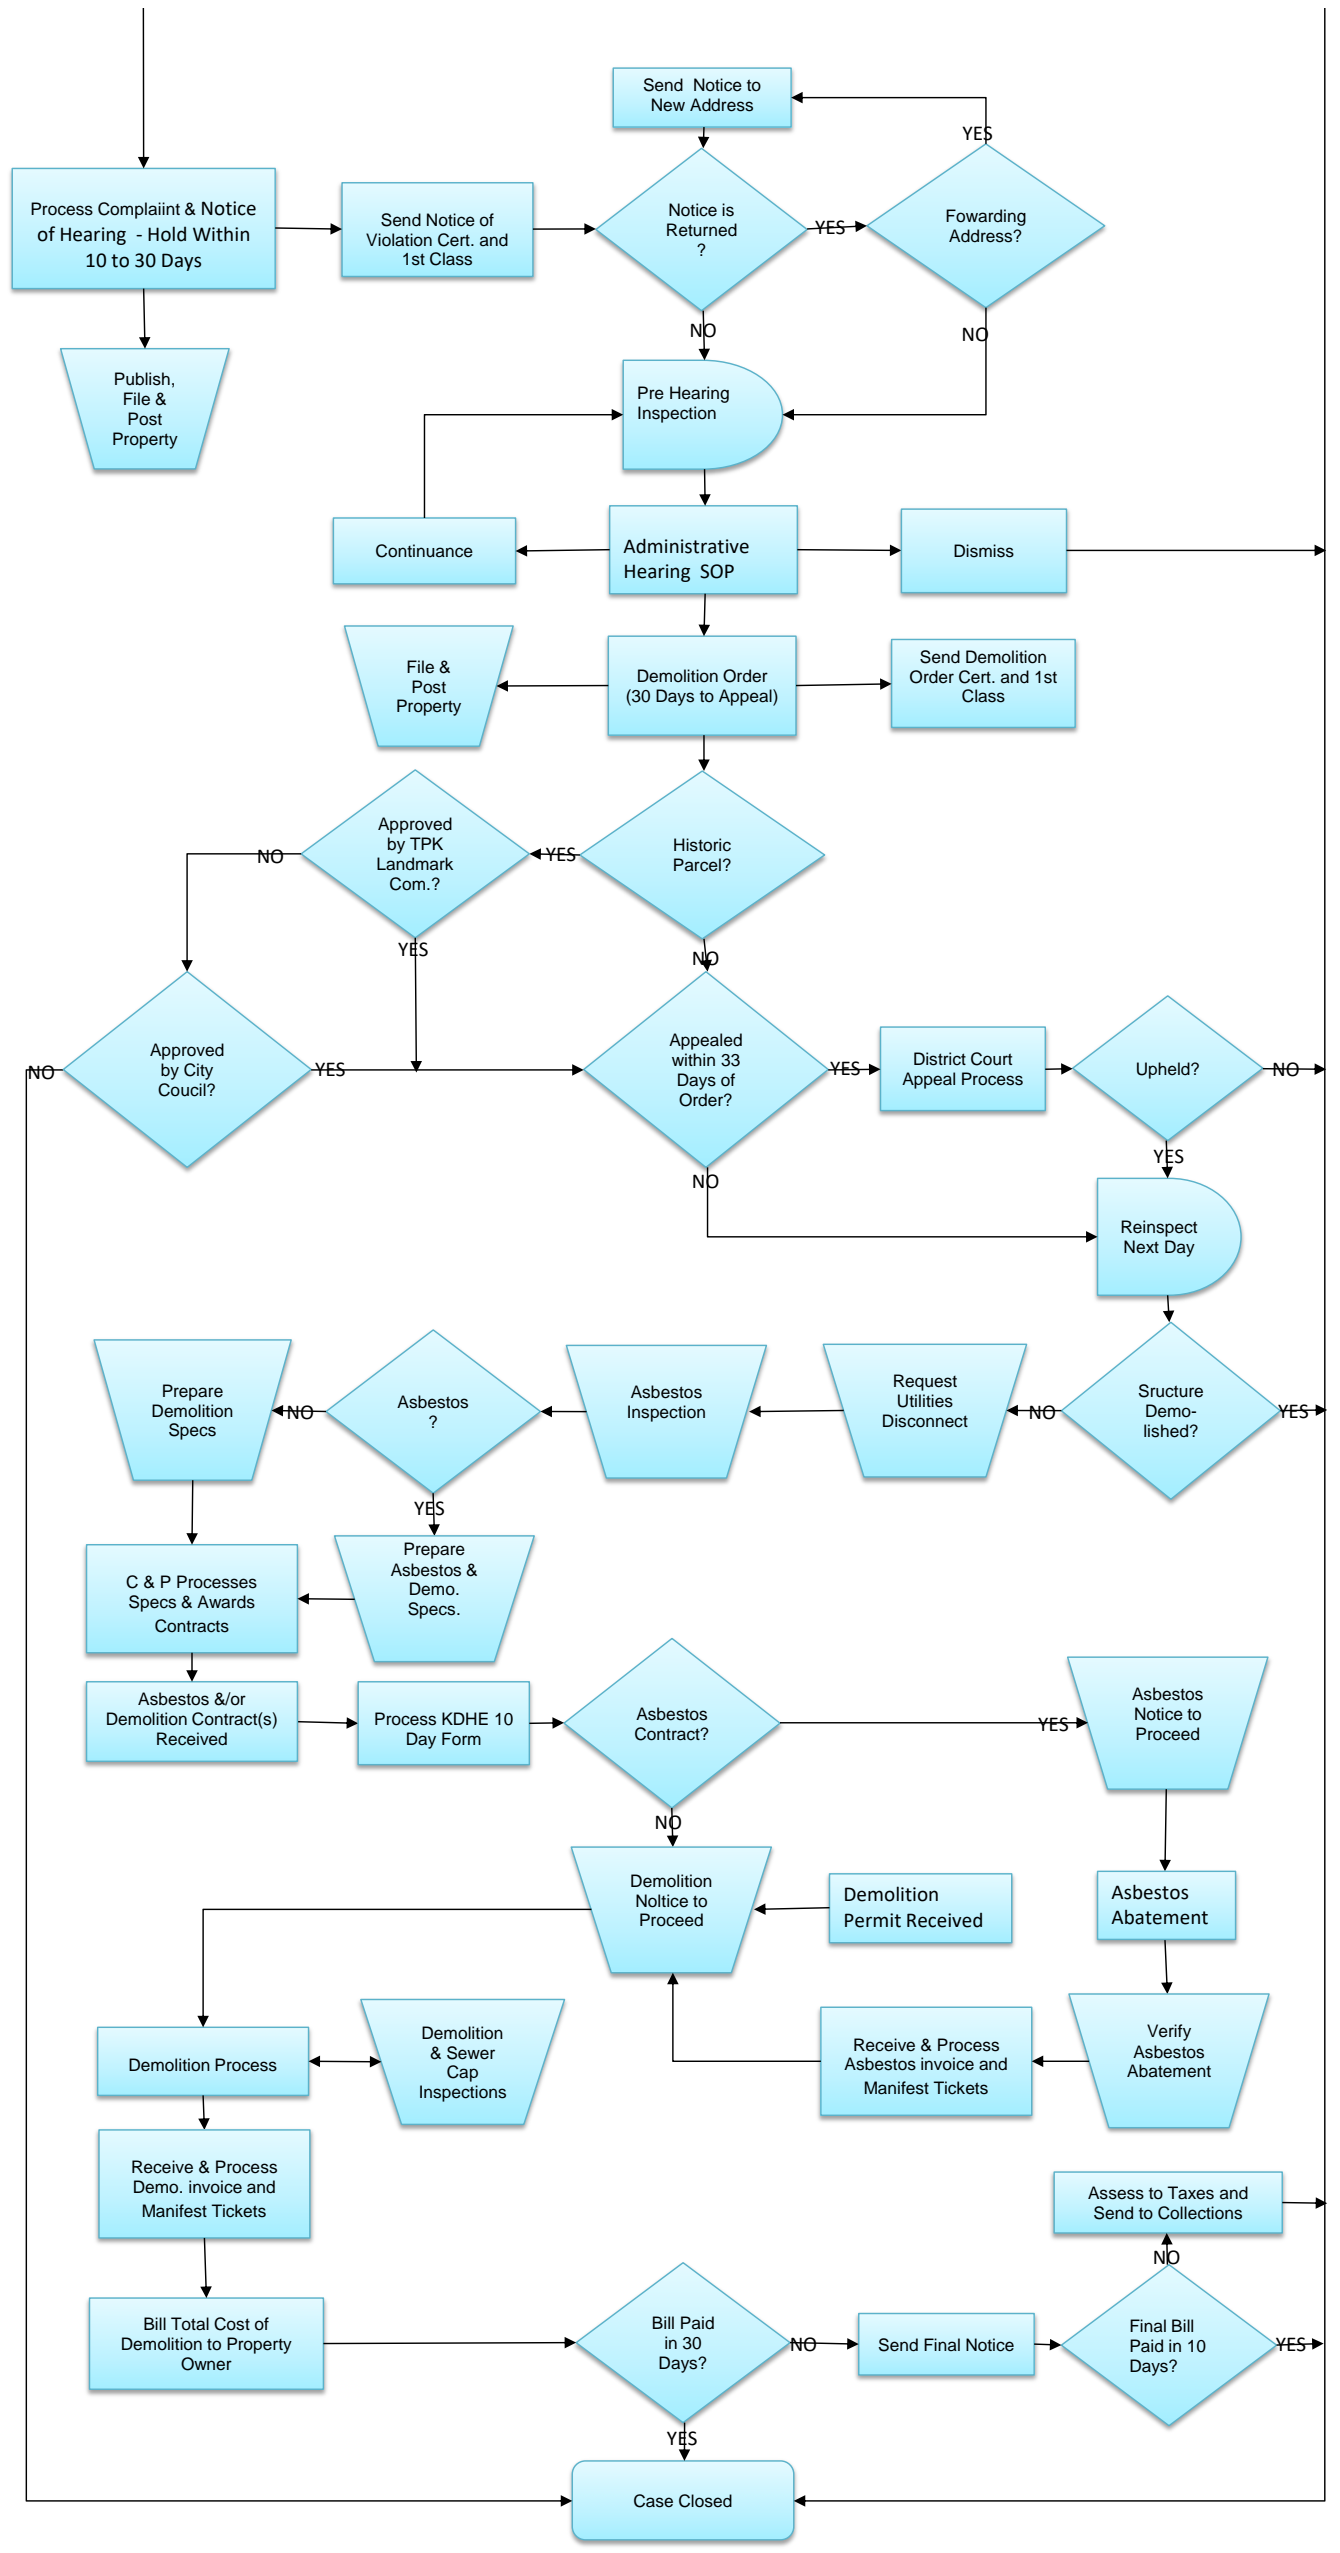 Send  Notice to
New Address
YES
Process Complaiint & Notice
of Hearing  - Hold Within
10 to 30 Days
Send Notice of
Violation Cert. and
1st Class
Notice is
Returned
?
YES
Fowarding
Address?
NO
NO
Publish,
File &
Post
Property
Pre Hearing
Inspection
Continuance
Administrative
Hearing  SOP
Dismiss
File &
Post
Property
Demolition Order
(30 Days to Appeal)
Send Demolition
Order Cert. and 1st
Class
Approved
by TPK
Landmark
Com.?
Historic
Parcel?
NO
YES
YES
NO
NO
Approved
by City
Coucil?
YES
Appealed
within 33
Days of
Order?
YES
District Court
Appeal Process
Upheld?
NO
YES
NO
Reinspect
Next Day
Prepare
Demolition
Specs
NO
Asbestos
?
Asbestos
Inspection
Request
Utilities
Disconnect
NO
Sructure
Demo-
lished?
YES
YES
C & P Processes
Specs & Awards
Contracts
Prepare
Asbestos &
Demo.
Specs.
Asbestos &/or
Demolition Contract(s)
Received
Process KDHE 10
Day Form
Asbestos
Contract?
YES
Asbestos
Notice to
Proceed
NO
Demolition
Noltice to
Proceed
Demolition
Permit Received
Asbestos
Abatement
Demolition Process
Demolition
& Sewer
Cap
Inspections
Receive & Process
Asbestos invoice and
Manifest Tickets
Verify
Asbestos
Abatement
Receive & Process
Demo. invoice and
Manifest Tickets
Assess to Taxes and
Send to Collections
NO
Bill Total Cost of
Demolition to Property
Owner
Bill Paid
in 30
Days?
NO
Send Final Notice
Final Bill
Paid in 10
Days?
YES
YES
Case Closed